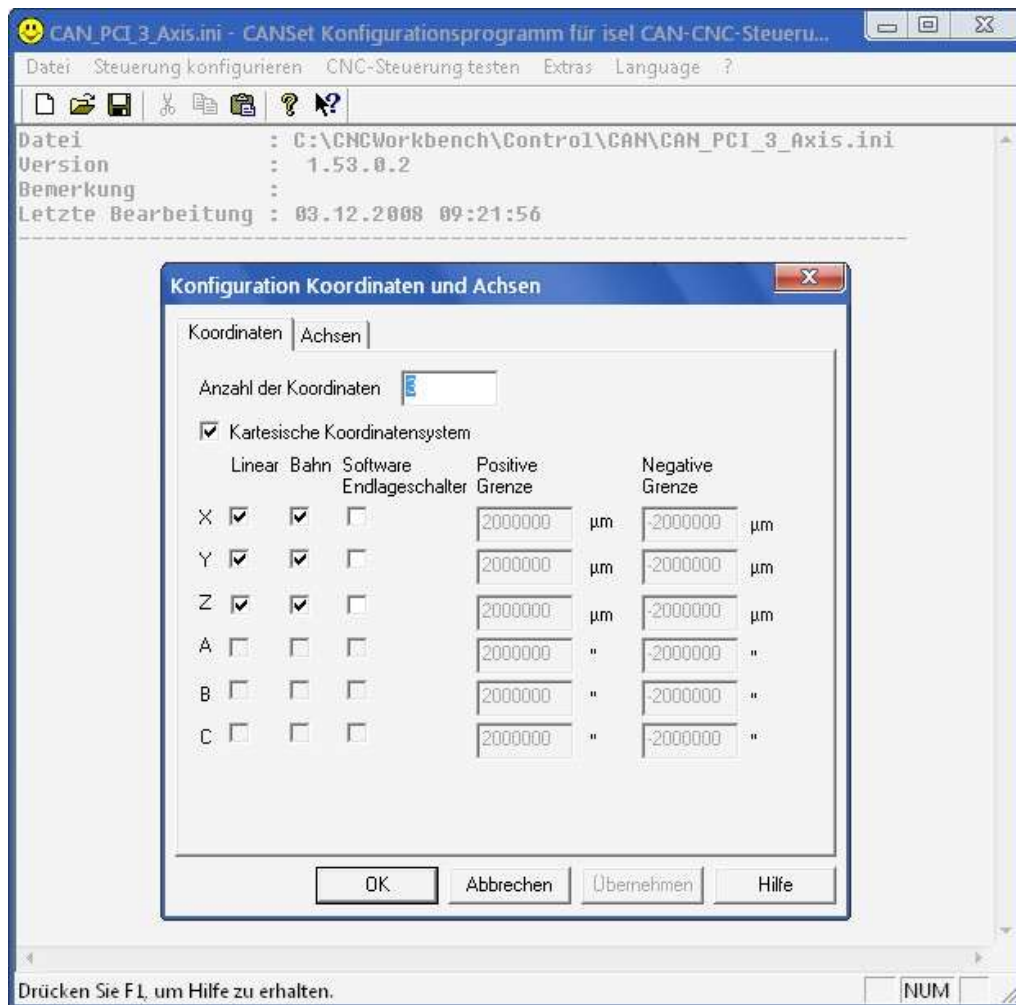 CAN_PCI_3_Axis.ini - CANSet Konfigurationsprogramm für isel CAN-CNC-Steueru...
Datei Steuerung konfigurieren CNC-Steuerung testen Extras Language ?
Datei : C:\CNCWorkbench\Control\CAN\CAN_PCI_3_Axis.ini
Version : 1.53.0.2
Bemerkung :
Letzte Bearbeitung : 03.12.2008 09:21:56
Konfiguration Koordinaten und Achsen
Koordinaten Achsen
Anzahl der Koordinaten 3
Kartesische Koordinatensystem
Linear Bahn Software Endlageschalter Positive Grenze Negative Grenze
X 2000000 µm -2000000 µm
Y 2000000 µm -2000000 µm
Z 2000000 µm -2000000 µm
A 2000000 " -2000000 "
B 2000000 " -2000000 "
C 2000000 " -2000000 "
OK Abbrechen Übernehmen Hilfe
Drücken Sie F1, um Hilfe zu erhalten. NUM